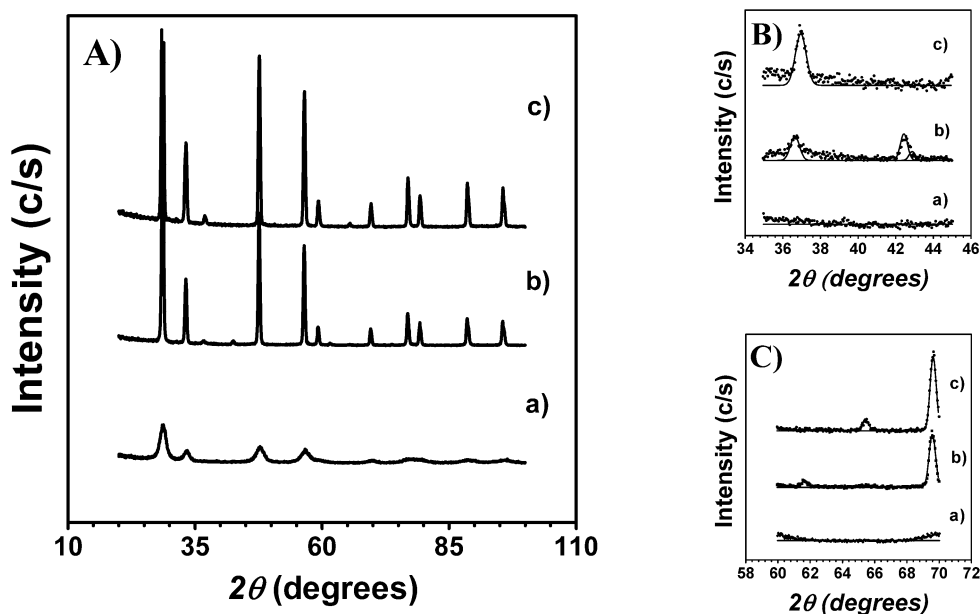 A)
c)
b)
a)
Intensity (c/s)
10 35 60 85 110
2θ (degrees)
B)
c)
b)
a)
Intensity (c/s)
34 36 38 40 42 44 46
2θ (degrees)
C)
c)
b)
a)
Intensity (c/s)
58 60 62 64 66 68 70 72
2θ (degrees)